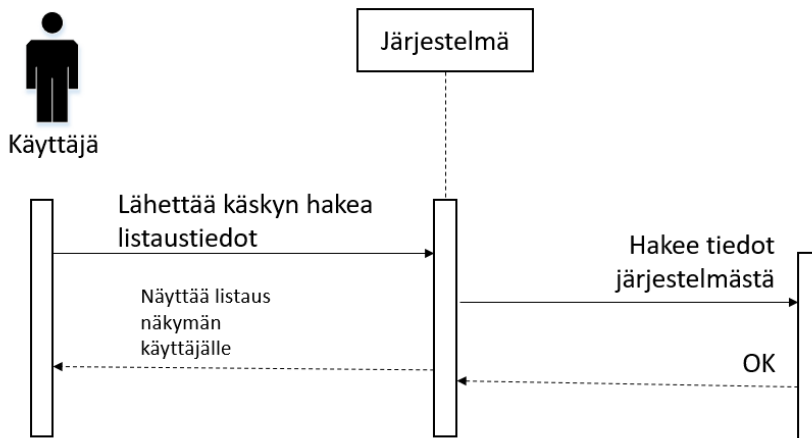 Järjestelmä
Käyttäjä
Lähettää käskyn hakea
listaustiedot
Hakee tiedot
järjestelmästä
Näyttää listaus
näkymän
käyttäjälle
OK